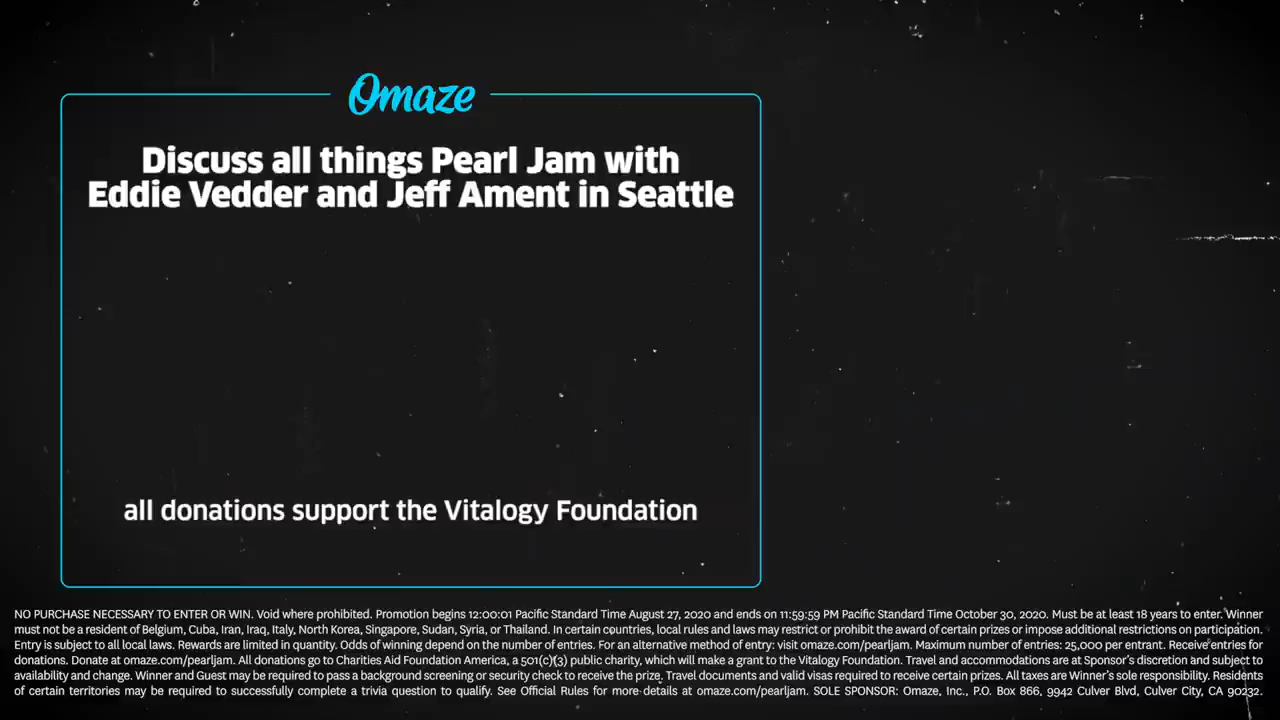 Omaze
Discuss all things Pearl Jam with
Eddie Vedder and Jeff Ament in Seattle
all donations support the Vitalogy Foundation
NO PURCHASE NECESSARY TO ENTER OR WIN. Void where prohibited. Promotion begins 12:00:01 Pacific Standard Time August 27, 2020 and ends on 11:59:59 PM Pacific Standard Time October 30, 2020. Must be at least 18 years to enter. Winner
must not be a resident of Belgium, Cuba, Iran, Iraq, Italy, North Korea, Singapore, Sudan, Syria, or Thailand. In certain countries, local rules and laws may restrict or prohibit the award of certain prizes or impose additional restrictions on participation.
Entry is subject to all local laws. Rewards are limited in quantity. Odds of winning depend on the number of entries. For an alternative method of entry: visit omaze.com/pearljam. Maximum number of entries: 25,000 per entrant. Receive entries for
donations. Donate at omaze.com/pearljam. All donations go to Charities Aid Foundation America, a 501(c)(3) public charity, which will make a grant to the Vitalogy Foundation. Travel and accommodations are at Sponsor's discretion and subject to
availability and change. Winner and Guest may be required to pass a background screening or security check to receive the prize. Travel documents and valid visas required to receive certain prizes. All taxes are Winner's sole responsibility. Residents
of certain territories may be required to successfully complete a trivia question to qualify. See Official Rules for more details at omaze.com/pearljam. SOLE SPONSOR: Omaze, Inc., P.O. Box 866, 9942 Culver Blvd, Culver City, CA 90232.